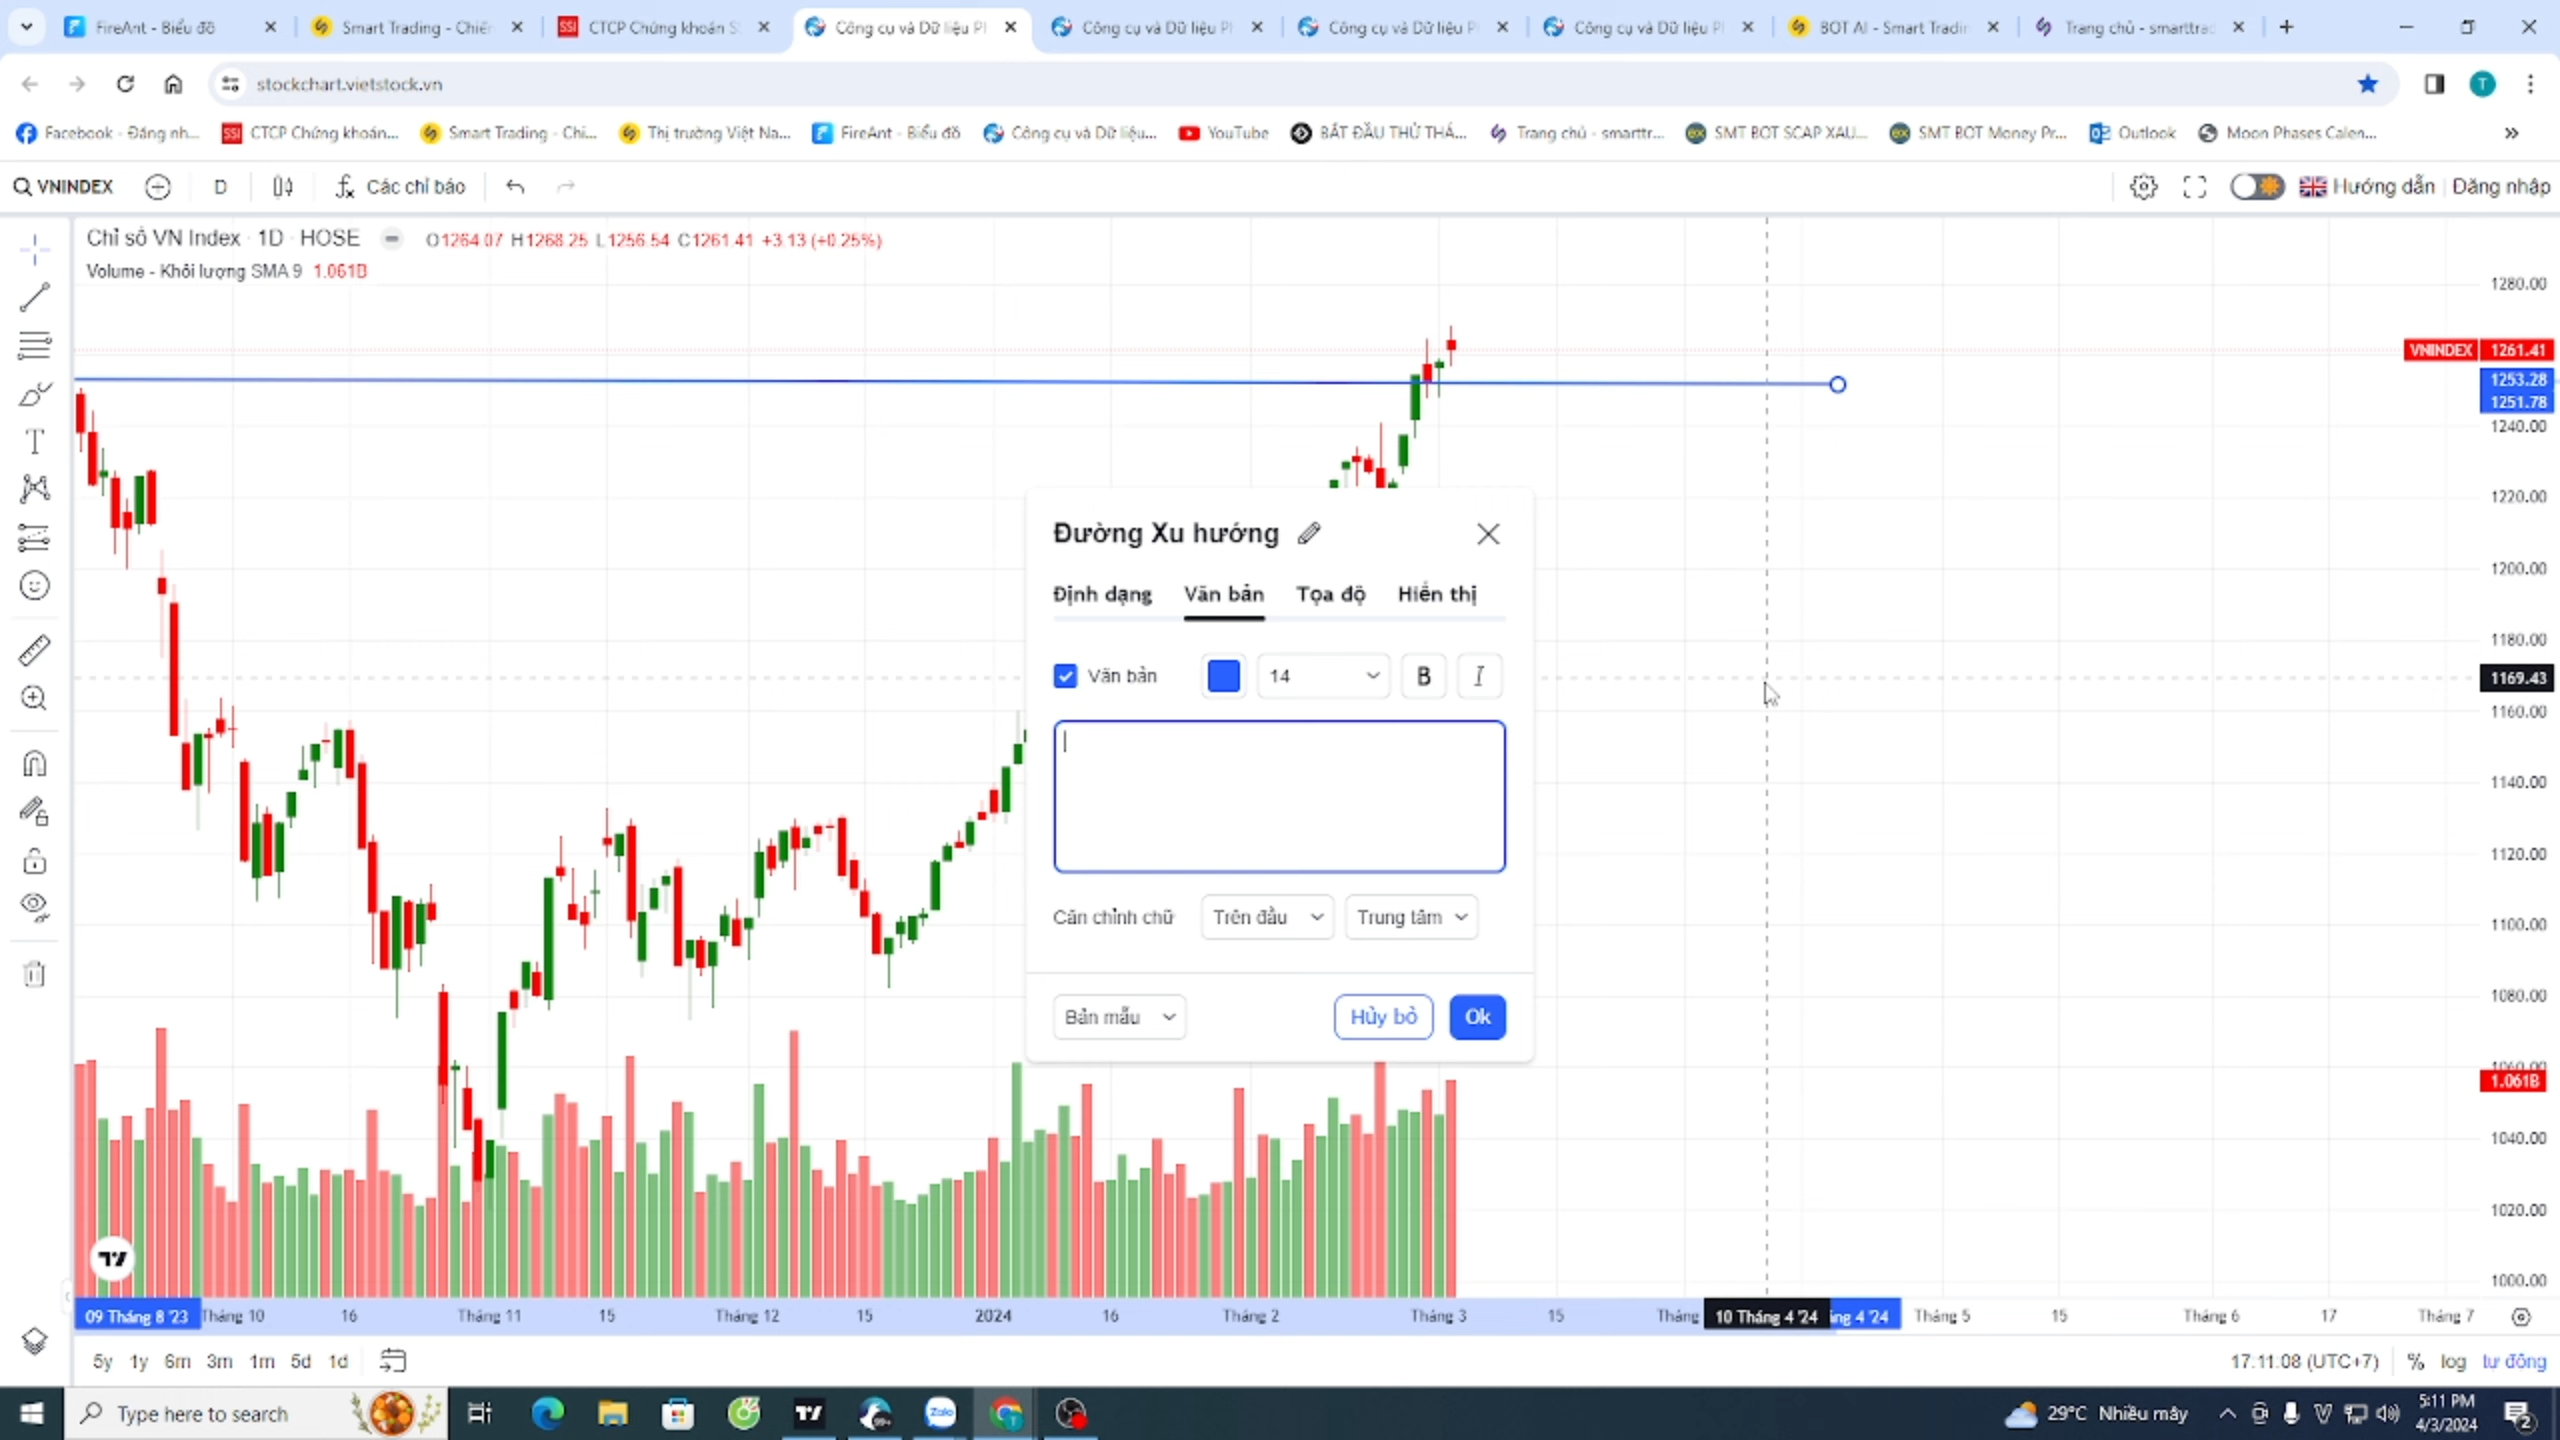 FireAnt - Biểu đồ
Smart Trading - Chiến
CTCP Chứng khoán S
Công cụ và Dữ liệu P
Công cụ và Dữ liệu P
Công cụ và Dữ liệu P
Công cụ và Dữ liệu P
BOT AI - Smart Tradin
Trang chủ - smarttrad
stockchart.vietstock.vn
T
Facebook - Đăng nh...
SSI CTCP Chứng khoán...
Smart Trading - Chi...
Thị trường Việt Na...
FireAnt - Biểu đồ
Công cụ và Dữ liệu...
YouTube
BẮT ĐẦU THỬ THÁ...
Trang chủ - smarttr...
SMT BOT SCAP XAU...
SMT BOT Money Pr...
Outlook
Moon Phases Calen...
VNINDEX
D
Các chỉ báo
Hướng dẫn
Đăng nhập
Chỉ số VN Index · 1D · HOSE
O1264.07 H1268.25 L1256.54 C1261.41 +3.13 (+0.25%)
Volume - Khối lượng SMA 9 1.061B
1280.00
VNINDEX 1261.41
1253.28
1251.78
1240.00
1220.00
1200.00
1180.00
1169.43
1160.00
1140.00
1120.00
1100.00
1080.00
1060.00
1.061B
1040.00
1020.00
1000.00
Đường Xu hướng
Định dạng
Văn bản
Tọa độ
Hiển thị
Văn bản
14
B
I
Căn chỉnh chữ
Trên đầu
Trung tâm
Bản mẫu
Hủy bỏ
Ok
09 Tháng 8 '23
Tháng 10
16
Tháng 11
15
Tháng 12
15
2024
16
Tháng 2
Tháng 3
15
Tháng
10 Tháng 4 '24
ng 4 '24
Tháng 5
15
Tháng 6
17
Tháng 7
5y 1y 6m 3m 1m 5d 1d
17:11:08 (UTC+7)
%
log
tự động
Type here to search
Zalo
99+
29°C Nhiều mây
5:11 PM
4/3/2024
2